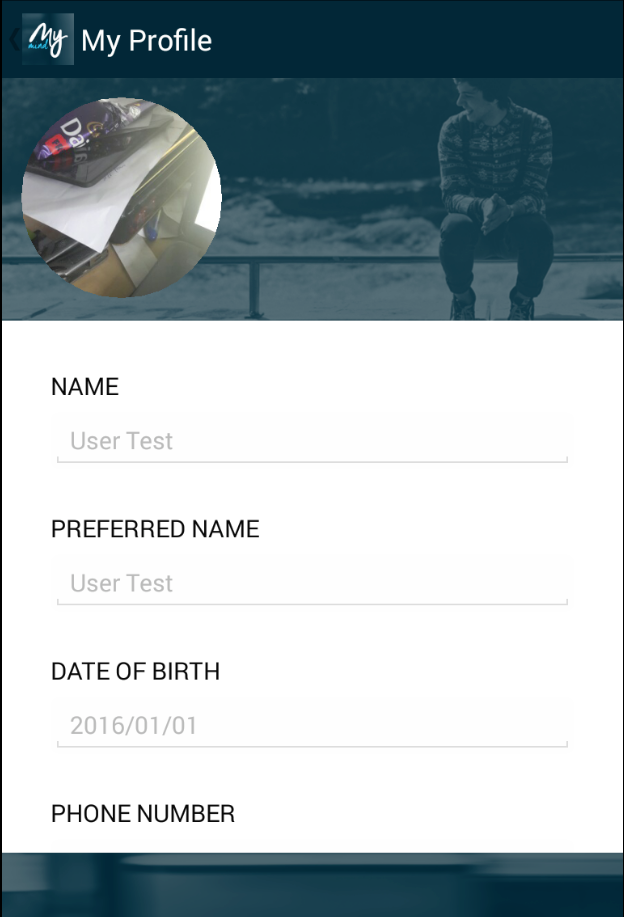 My
mind
My Profile
NAME
User Test
PREFERRED NAME
User Test
DATE OF BIRTH
2016/01/01
PHONE NUMBER